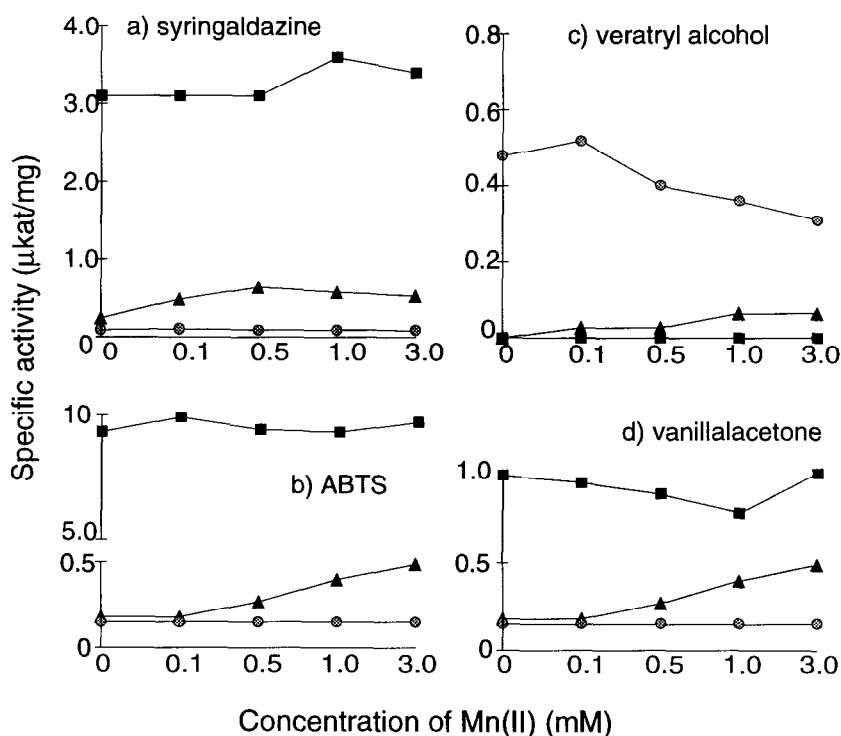 a) syringaldazine
4.0
3.0
2.0
1.0
0
0 0.1 0.5 1.0 3.0
c) veratryl alcohol
0.8
0.6
0.4
0.2
0
0 0.1 0.5 1.0 3.0
b) ABTS
10
5.0
0.5
0
0 0.1 0.5 1.0 3.0
d) vanillalacetone
1.0
0.5
0
0 0.1 0.5 1.0 3.0
Specific activity (μkat/mg)
Concentration of Mn(II) (mM)